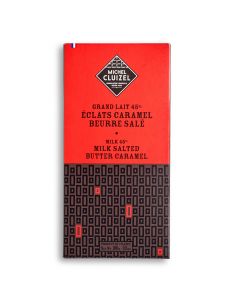 MICHEL
CLUIZEL
GRAND LAIT 45%
ÉCLATS CARAMEL
BEURRE SALÉ
MILK 45%
MILK SALTED
BUTTER CARAMEL